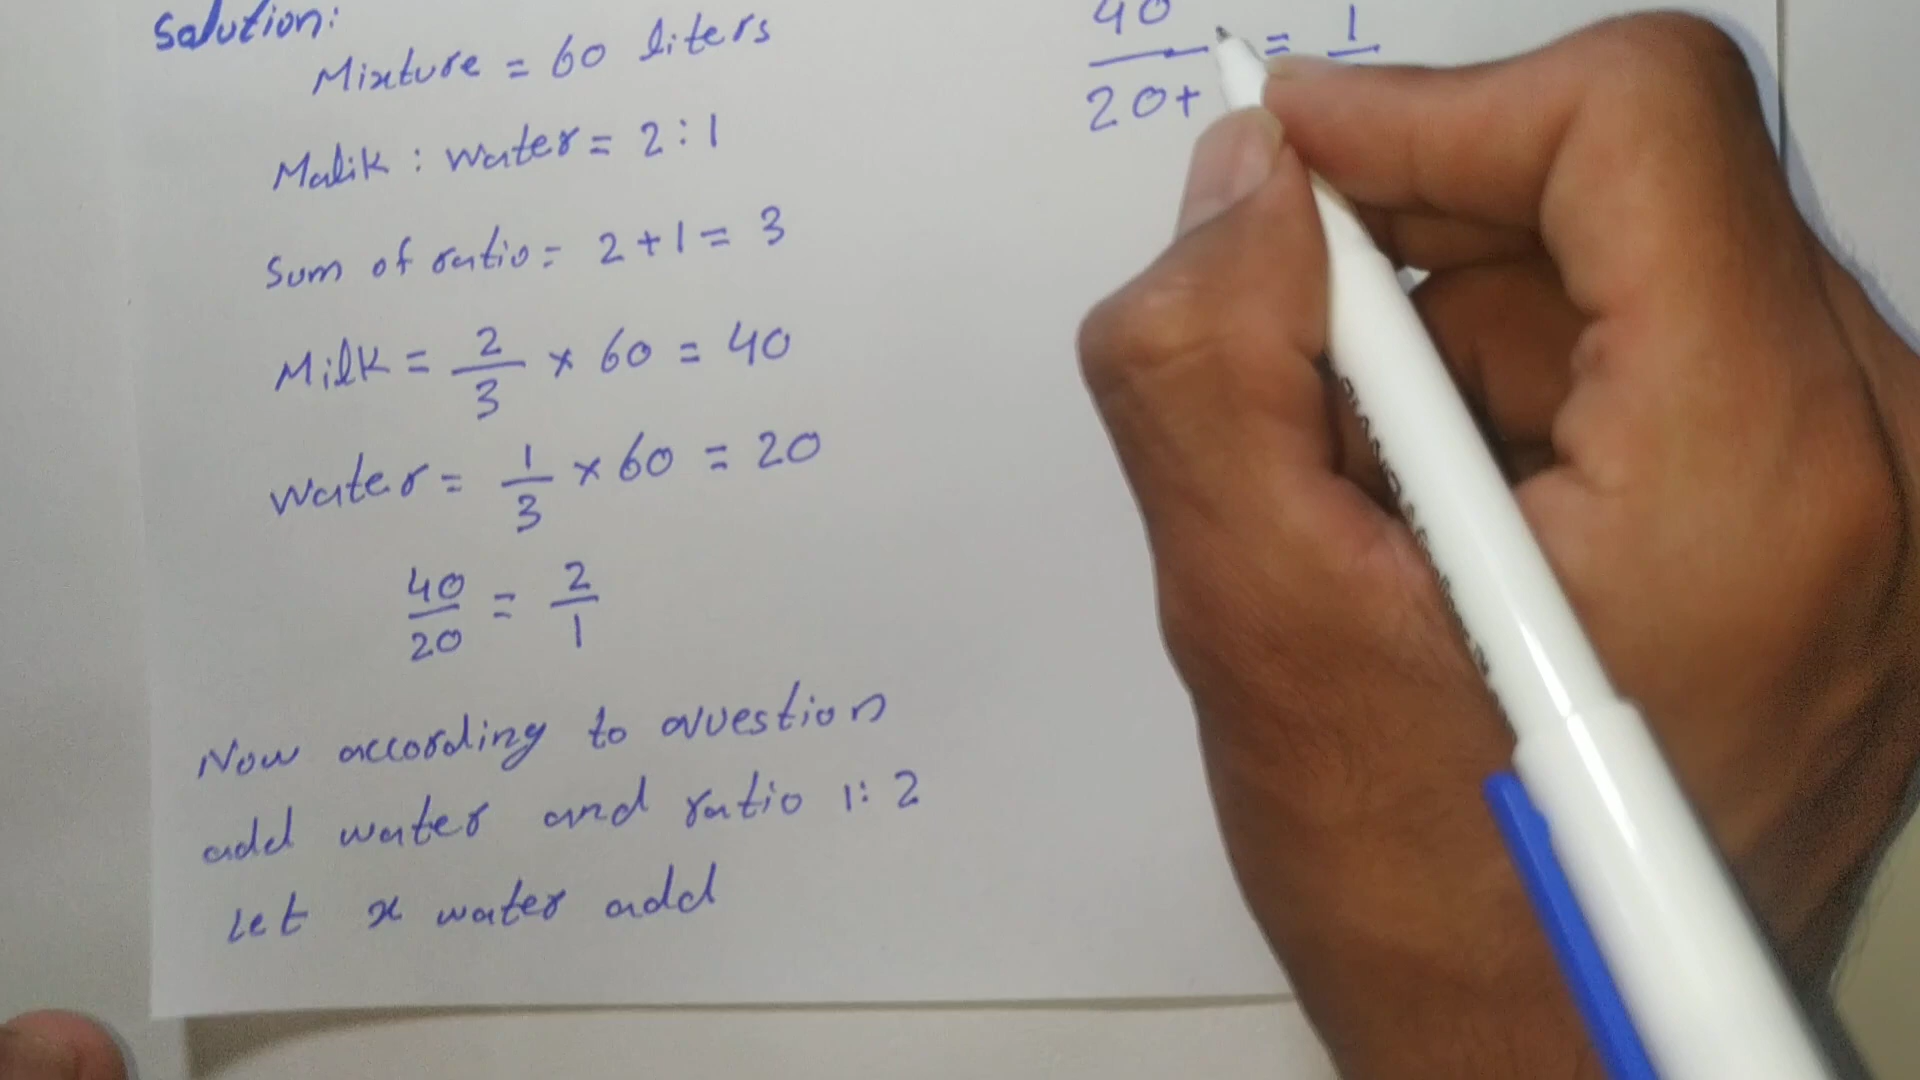 Solution:
Mixture = 60 liters
Malik : water = 2 : 1
Sum of ratio = 2 + 1 = 3
Milk = 2/3 × 60 = 40
water = 1/3 × 60 = 20
40/20 = 2/1
Now according to question
add water and ratio 1 : 2
Let x water add
40
— = 1
20+